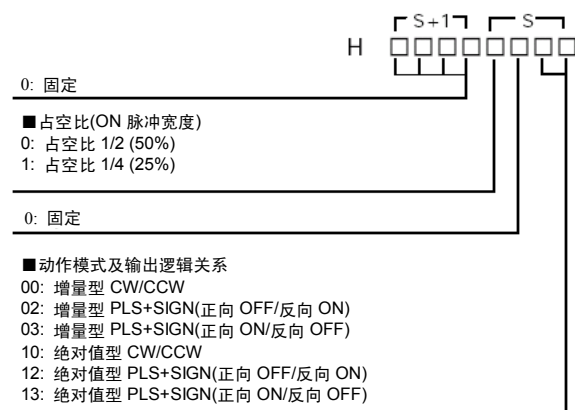 S+1 S
H □□□□□□□□
0: 固定
■占空比(ON 脉冲宽度)
0: 占空比 1/2 (50%)
1: 占空比 1/4 (25%)
0: 固定
■动作模式及输出逻辑关系
00: 增量型 CW/CCW
02: 增量型 PLS+SIGN(正向 OFF/反向 ON)
03: 增量型 PLS+SIGN(正向 ON/反向 OFF)
10: 绝对值型 CW/CCW
12: 绝对值型 PLS+SIGN(正向 OFF/反向 ON)
13: 绝对值型 PLS+SIGN(正向 ON/反向 OFF)